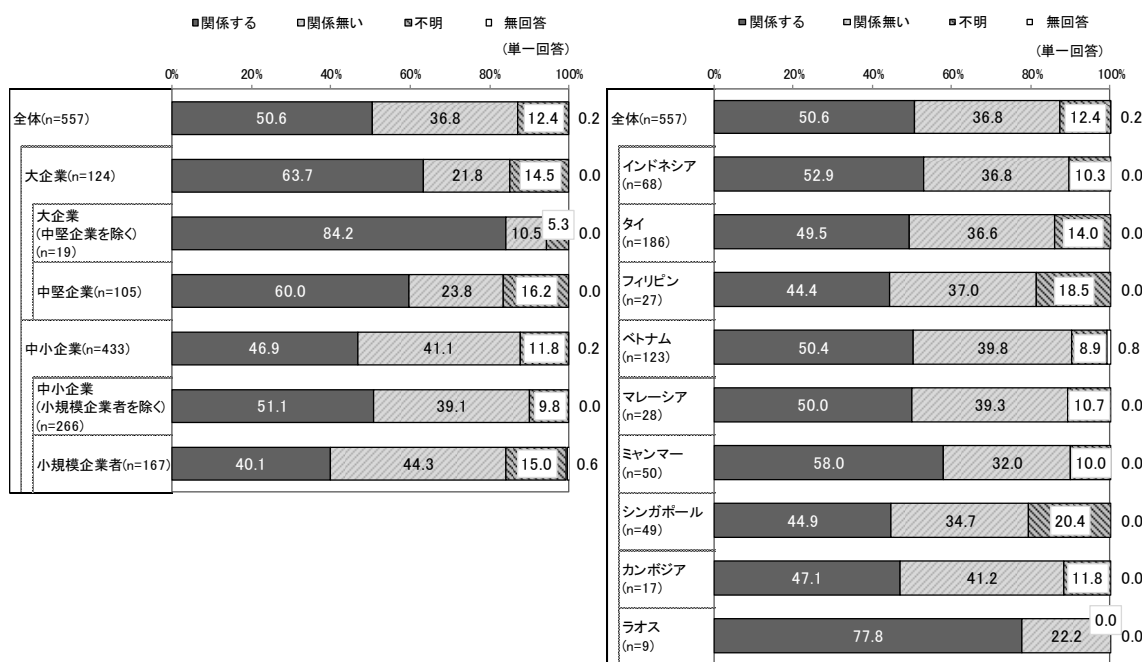 ■関係する ▨関係無い ▧不明 □ 無回答
(単一回答)
0% 20% 40% 60% 80% 100%
全体(n=557) 50.6 36.8 12.4 0.2
大企業(n=124) 63.7 21.8 14.5 0.0
大企業
(中堅企業を除く)
(n=19)
84.2 10.5 5.3 0.0
中堅企業(n=105) 60.0 23.8 16.2 0.0
中小企業(n=433) 46.9 41.1 11.8 0.2
中小企業
(小規模企業者を除く)
(n=266)
51.1 39.1 9.8 0.0
小規模企業者(n=167) 40.1 44.3 15.0 0.6
■関係する ▨関係無い ▧不明 □ 無回答
(単一回答)
0% 20% 40% 60% 80% 100%
全体(n=557) 50.6 36.8 12.4 0.2
インドネシア
(n=68)
52.9 36.8 10.3 0.0
タイ
(n=186)
49.5 36.6 14.0 0.0
フィリピン
(n=27)
44.4 37.0 18.5 0.0
ベトナム
(n=123)
50.4 39.8 8.9 0.8
マレーシア
(n=28)
50.0 39.3 10.7 0.0
ミャンマー
(n=50)
58.0 32.0 10.0 0.0
シンガポール
(n=49)
44.9 34.7 20.4 0.0
カンボジア
(n=17)
47.1 41.2 11.8 0.0
ラオス
(n=9)
77.8 22.2 0.0 0.0